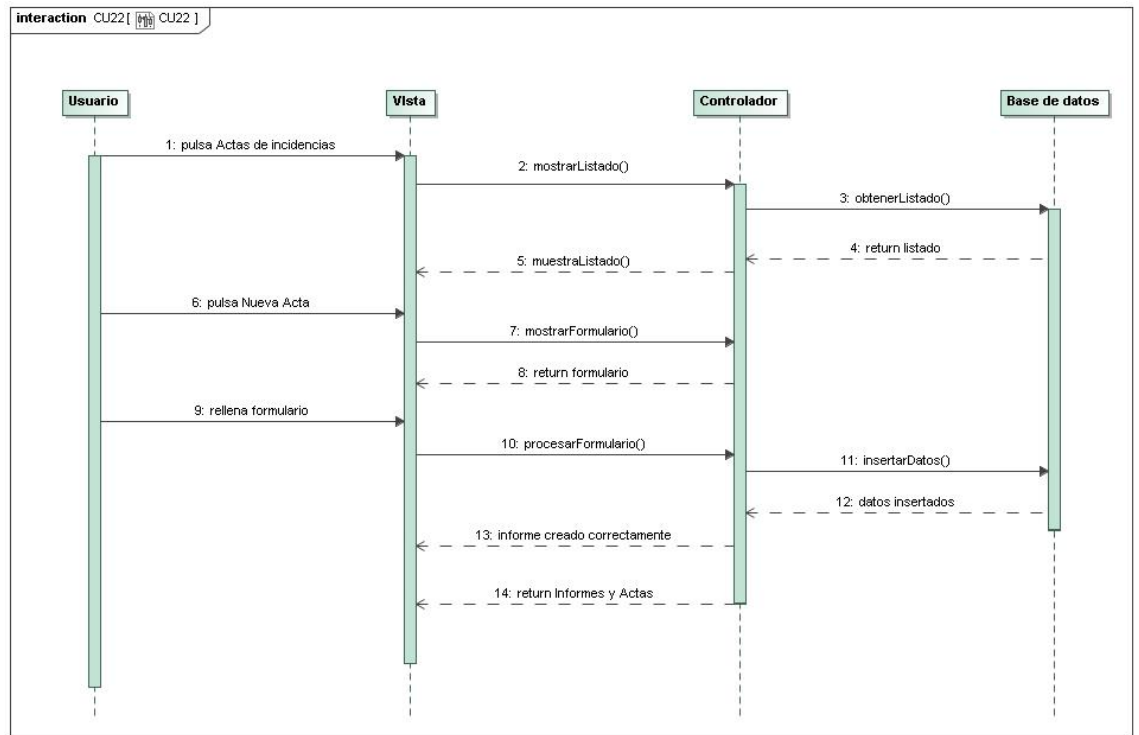 interaction CU22[ CU22 ]
Usuario
VIsta
Controlador
Base de datos
1: pulsa Actas de incidencias
2: mostrarListado()
3: obtenerListado()
4: return listado
5: muestraListado()
6: pulsa Nueva Acta
7: mostrarFormulario()
8: return formulario
9: rellena formulario
10: procesarFormulario()
11: insertarDatos()
12: datos insertados
13: informe creado correctamente
14: return Informes y Actas